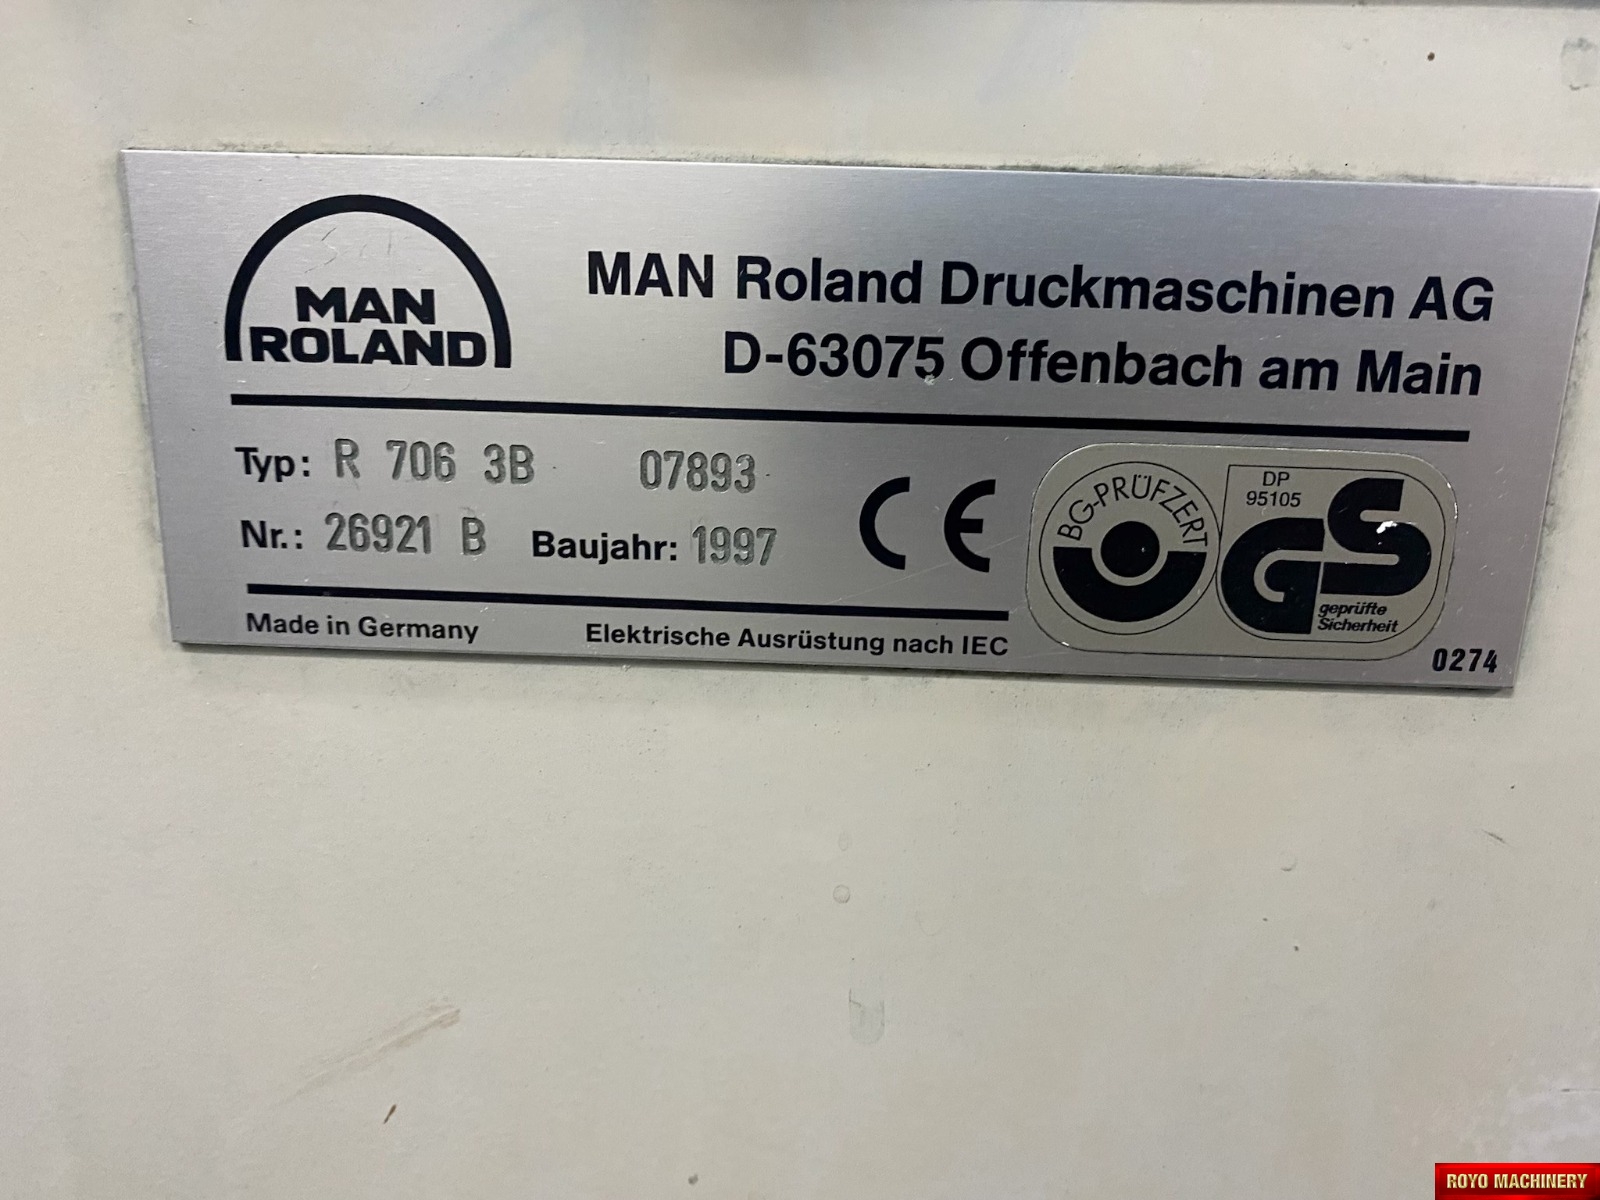 MAN
ROLAND
MAN Roland Druckmaschinen AG
D-63075 Offenbach am Main
Typ: R 706 3B 07893
Nr.: 26921 B Baujahr: 1997
CE
BG-PRÜFZERT
DP
95105
GS
geprüfte
Sicherheit
Made in Germany Elektrische Ausrüstung nach IEC
0274
ROYO MACHINERY